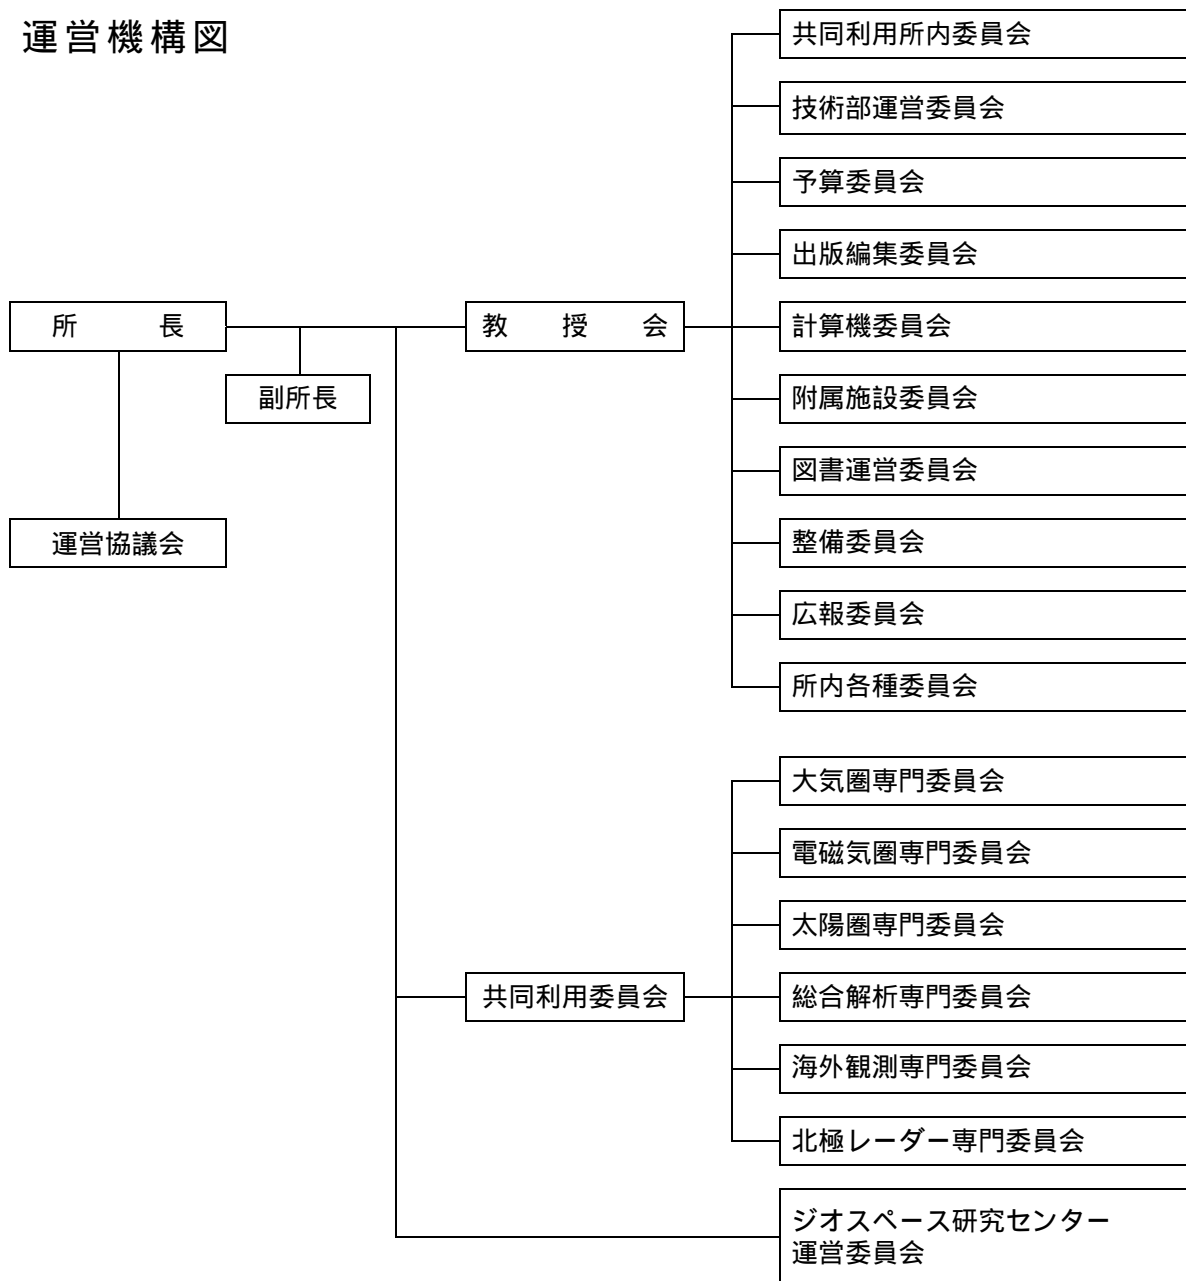 運営機構図
共同利用所内委員会
技術部運営委員会
予算委員会
出版編集委員会
所 長
教 授 会
計算機委員会
副所長
附属施設委員会
図書運営委員会
運営協議会
整備委員会
広報委員会
所内各種委員会
大気圏専門委員会
電磁気圏専門委員会
太陽圏専門委員会
共同利用委員会
総合解析専門委員会
海外観測専門委員会
北極レーダー専門委員会
ジオスペース研究センター
運営委員会